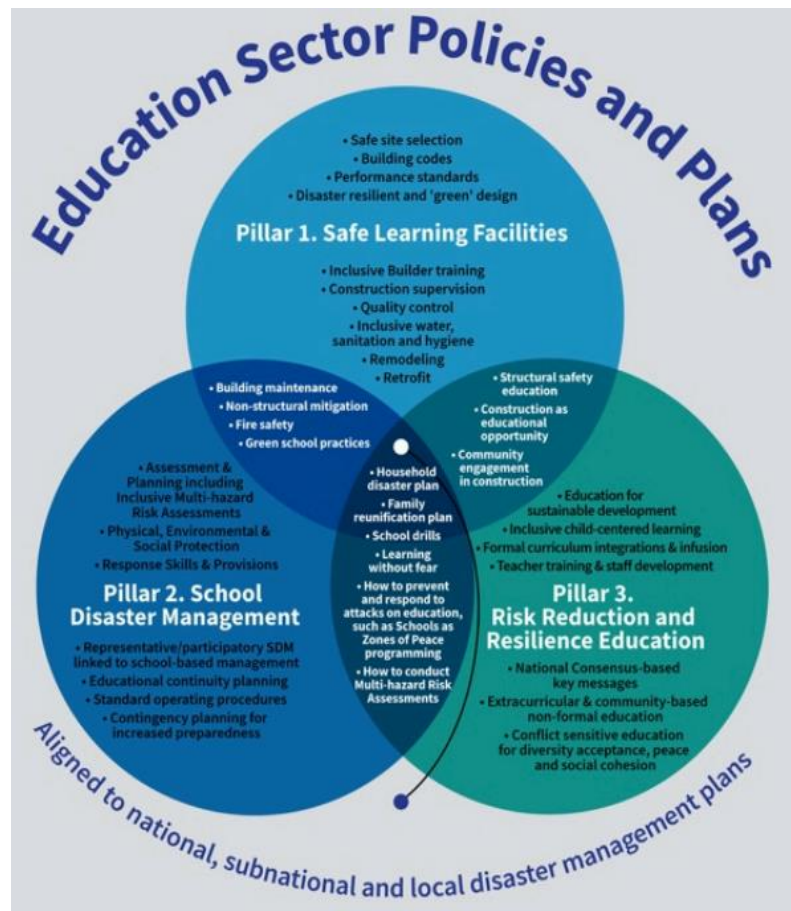 Education Sector Policies and Plans
• Safe site selection
• Building codes
• Performance standards
• Disaster resilient and 'green' design
Pillar 1. Safe Learning Facilities
• Inclusive Builder training
• Construction supervision
• Quality control
• Inclusive water,
sanitation and hygiene
• Remodeling
• Retrofit
• Building maintenance
• Non-structural mitigation
• Fire safety
• Green school practices
• Structural safety
education
• Construction as
educational
opportunity
• Community
engagement
in construction
• Household
disaster plan
• Family
reunification plan
• School drills
• Learning
without fear
• How to prevent
and respond to
attacks on education,
such as Schools as
Zones of Peace
programming
• How to conduct
Multi-hazard Risk
Assessments
• Assessment &
Planning including
Inclusive Multi-hazard
Risk Assessments
• Physical, Environmental &
Social Protection
• Response Skills & Provisions
Pillar 2. School
Disaster Management
• Representative/participatory SDM
linked to school-based management
• Educational continuity planning
• Standard operating procedures
• Contingency planning for
increased preparedness
• Education for
sustainable development
• Inclusive child-centered learning
• Formal curriculum integrations & infusion
• Teacher training & staff development
Pillar 3.
Risk Reduction and
Resilience Education
• National Consensus-based
key messages
• Extracurricular & community-based
non-formal education
• Conflict sensitive education
for diversity acceptance, peace
and social cohesion
Aligned to national, subnational and local disaster management plans